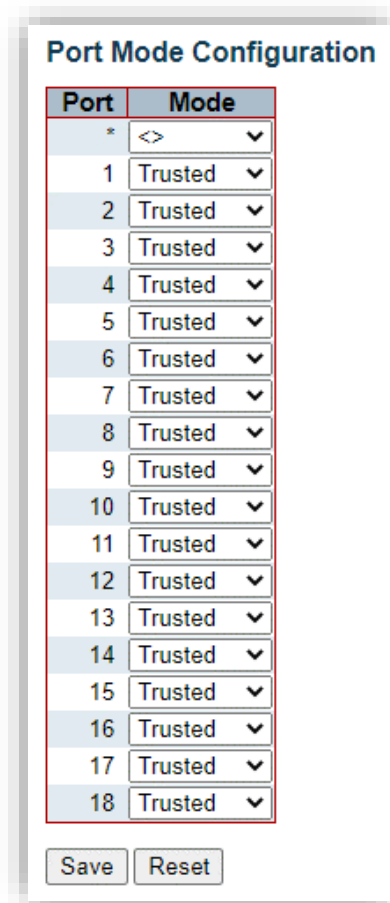 Port Mode Configuration
Port Mode
* <>
1 Trusted
2 Trusted
3 Trusted
4 Trusted
5 Trusted
6 Trusted
7 Trusted
8 Trusted
9 Trusted
10 Trusted
11 Trusted
12 Trusted
13 Trusted
14 Trusted
15 Trusted
16 Trusted
17 Trusted
18 Trusted
Save Reset